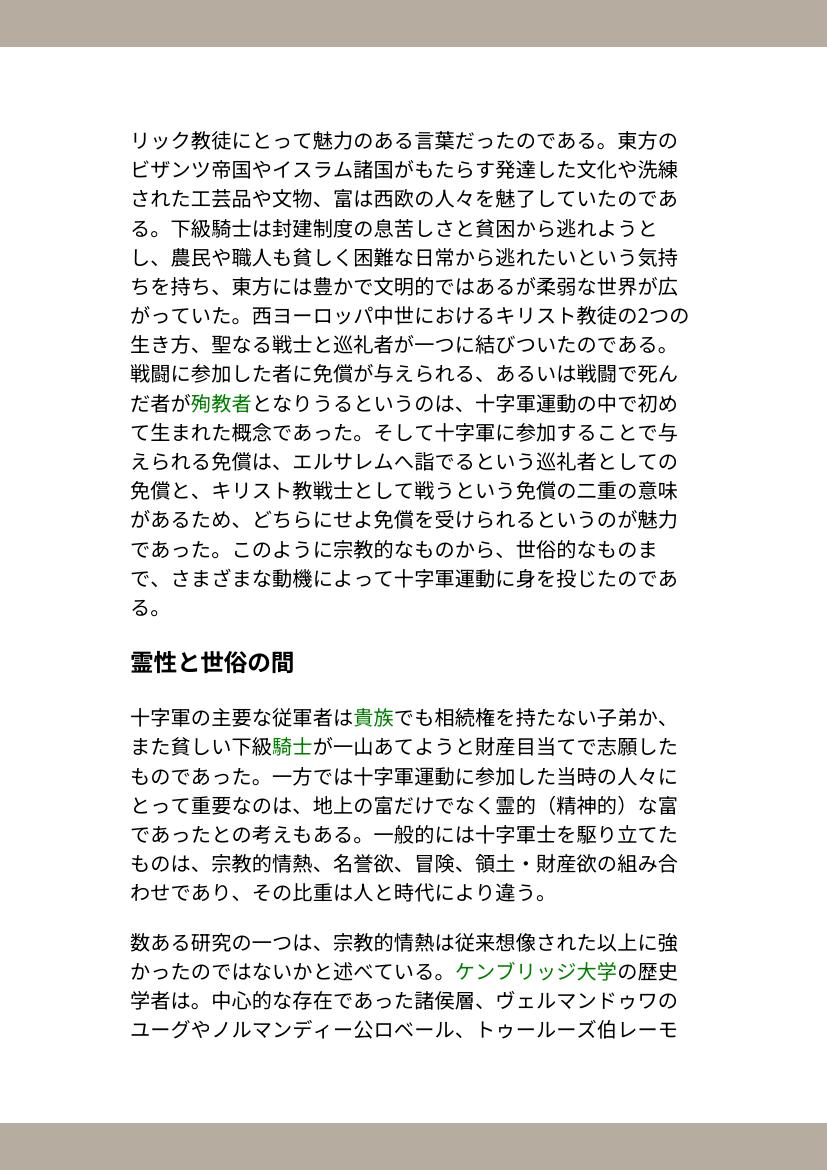 リック教徒にとって魅力のある言葉だったのである。東方の
ビザンツ帝国やイスラム諸国がもたらす発達した文化や洗練
された工芸品や文物、富は西欧の人々を魅了していたのであ
る。下級騎士は封建制度の息苦しさと貧困から逃れようと
し、農民や職人も貧しく困難な日常から逃れたいという気持
ちを持ち、東方には豊かで文明的ではあるが柔弱な世界が広
がっていた。西ヨーロッパ中世におけるキリスト教徒の2つの
生き方、聖なる戦士と巡礼者が一つに結びついたのである。
戦闘に参加した者に免償が与えられる、あるいは戦闘で死ん
だ者が殉教者となりうるというのは、十字軍運動の中で初め
て生まれた概念であった。そして十字軍に参加することで与
えられる免償は、エルサレムへ詣でるという巡礼者としての
免償と、キリスト教戦士として戦うという免償の二重の意味
があるため、どちらにせよ免償を受けられるというのが魅力
であった。このように宗教的なものから、世俗的なものま
で、さまざまな動機によって十字軍運動に身を投じたのであ
る。
霊性と世俗の間
十字軍の主要な従軍者は貴族でも相続権を持たない子弟か、
また貧しい下級騎士が一山あてようと財産目当てで志願した
ものであった。一方では十字軍運動に参加した当時の人々に
とって重要なのは、地上の富だけでなく霊的（精神的）な富
であったとの考えもある。一般的には十字軍士を駆り立てた
ものは、宗教的情熱、名誉欲、冒険、領土・財産欲の組み合
わせであり、その比重は人と時代により違う。
数ある研究の一つは、宗教的情熱は従来想像された以上に強
かったのではないかと述べている。ケンブリッジ大学の歴史
学者は。中心的な存在であった諸侯層、ヴェルマンドゥワの
ユーグやノルマンディー公ロベール、トゥールーズ伯レーモ